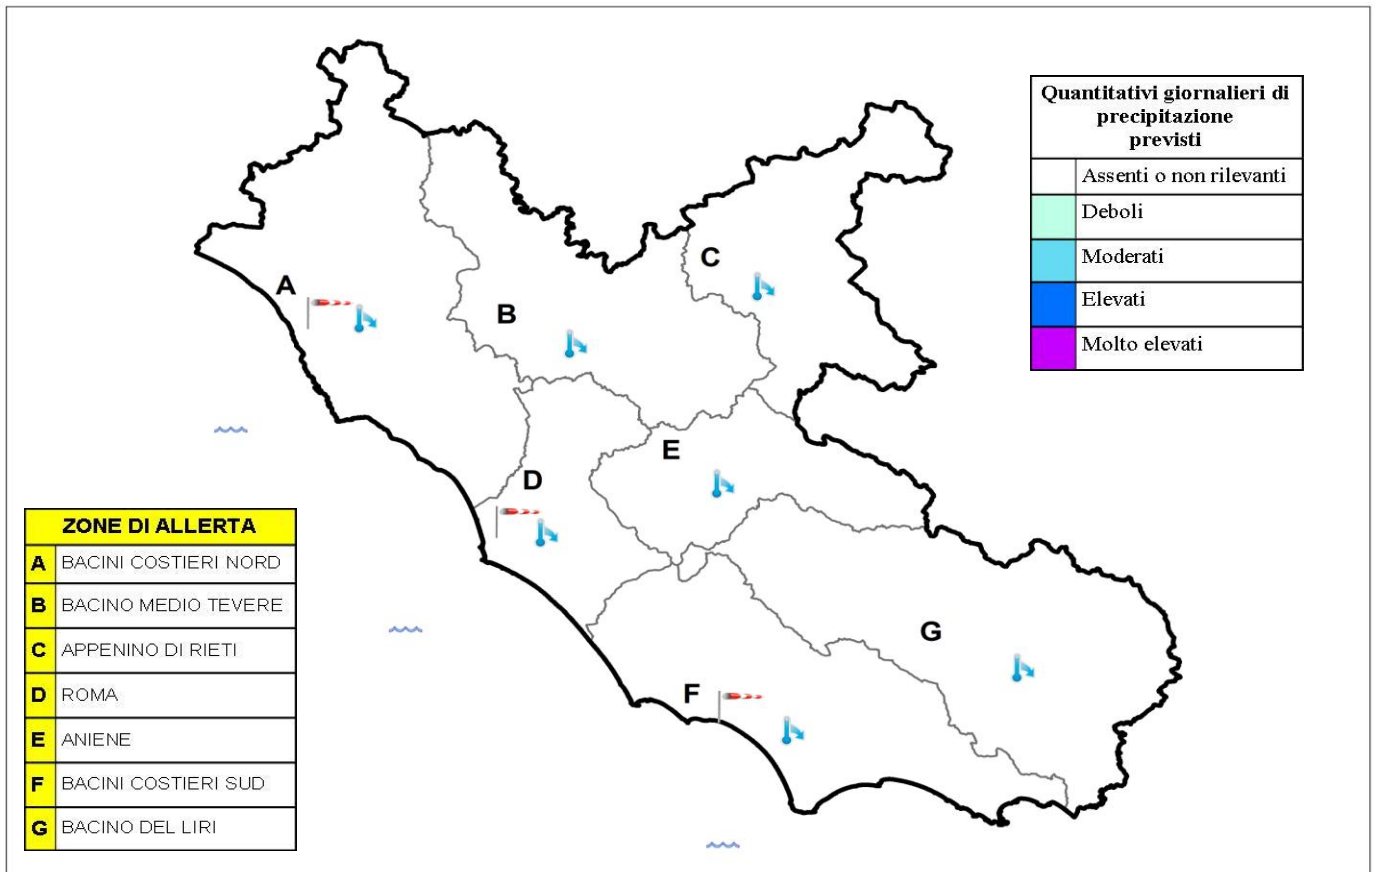 Quantitativi giornalieri di
precipitazione
previsti
Assenti o non rilevanti
Deboli
Moderati
Elevati
Molto elevati
A
B
C
D
E
F
G
ZONE DI ALLERTA
A BACINI COSTIERI NORD
B BACINO MEDIO TEVERE
C APPENINO DI RIETI
D ROMA
E ANIENE
F BACINI COSTIERI SUD
G BACINO DEL LIRI